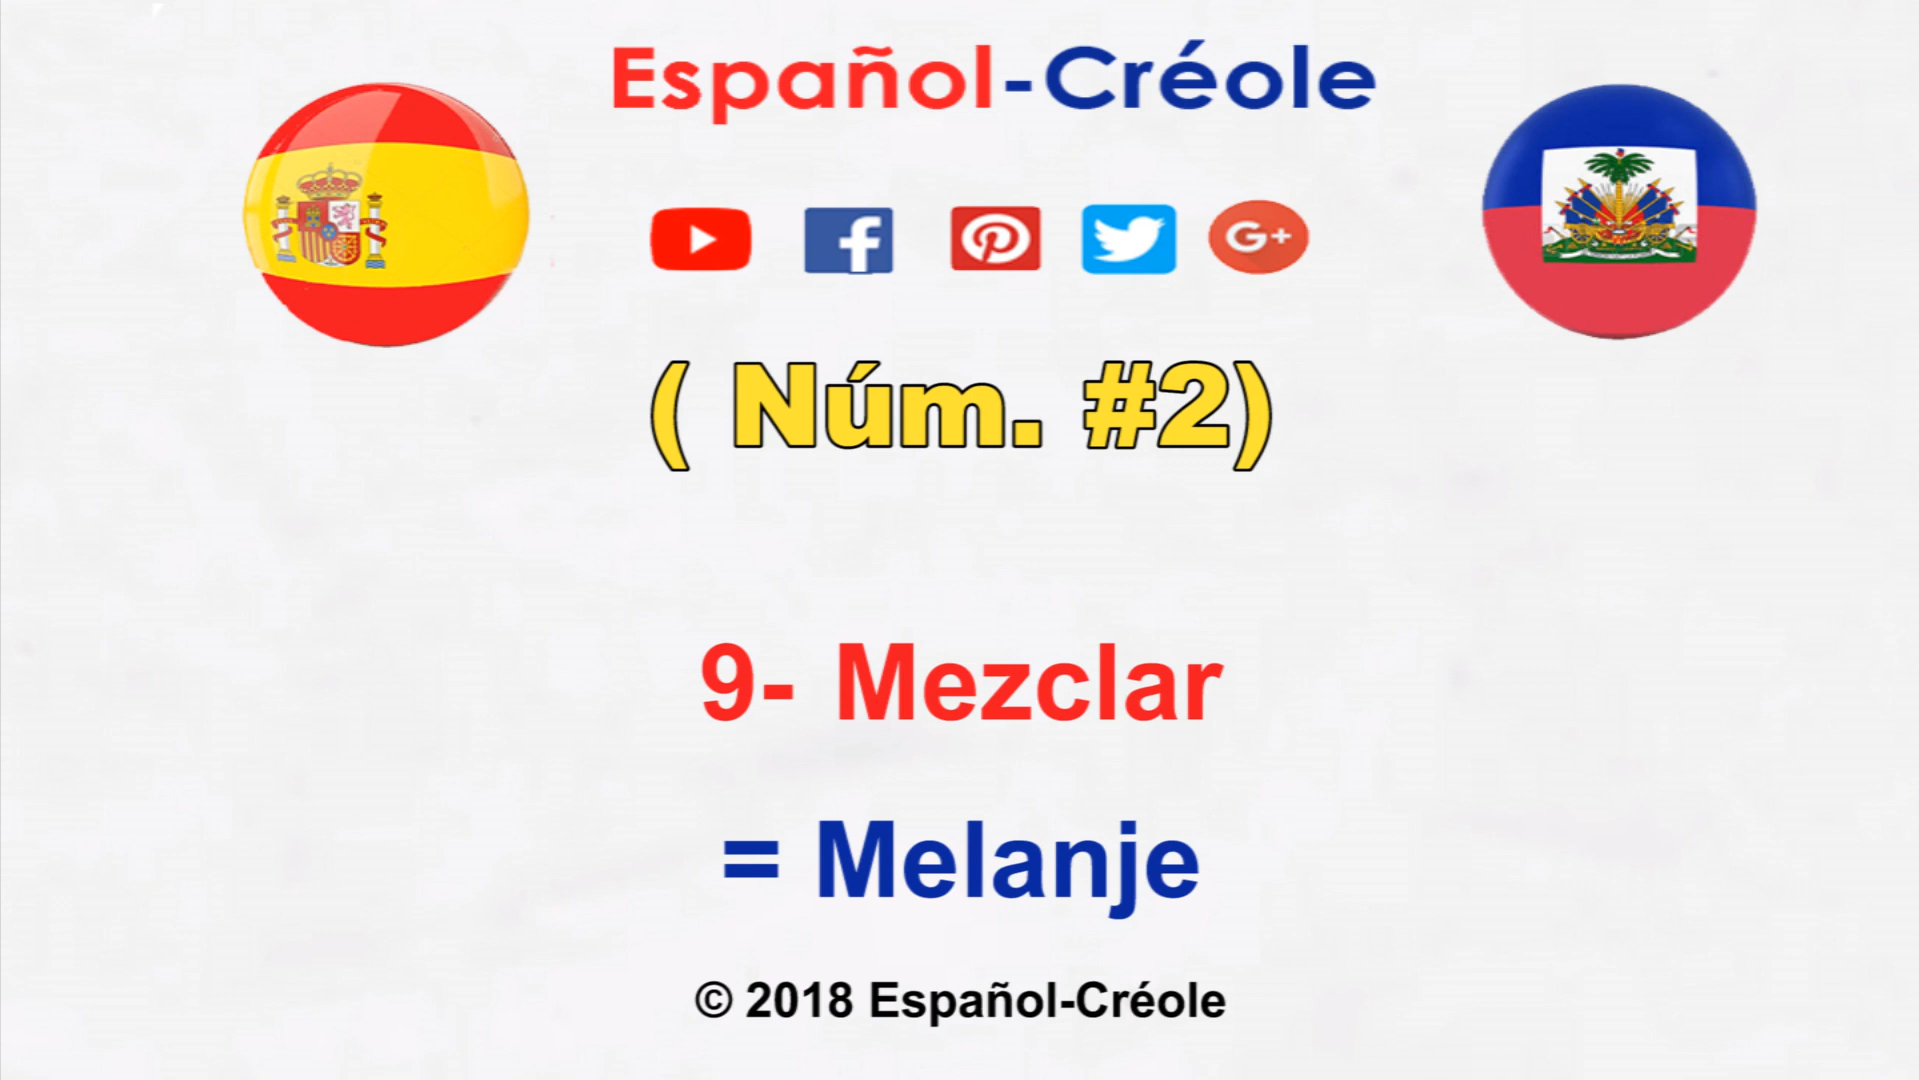 Español-Créole
G+
( Núm. #2)
9- Mezclar
= Melanje
© 2018 Español-Créole